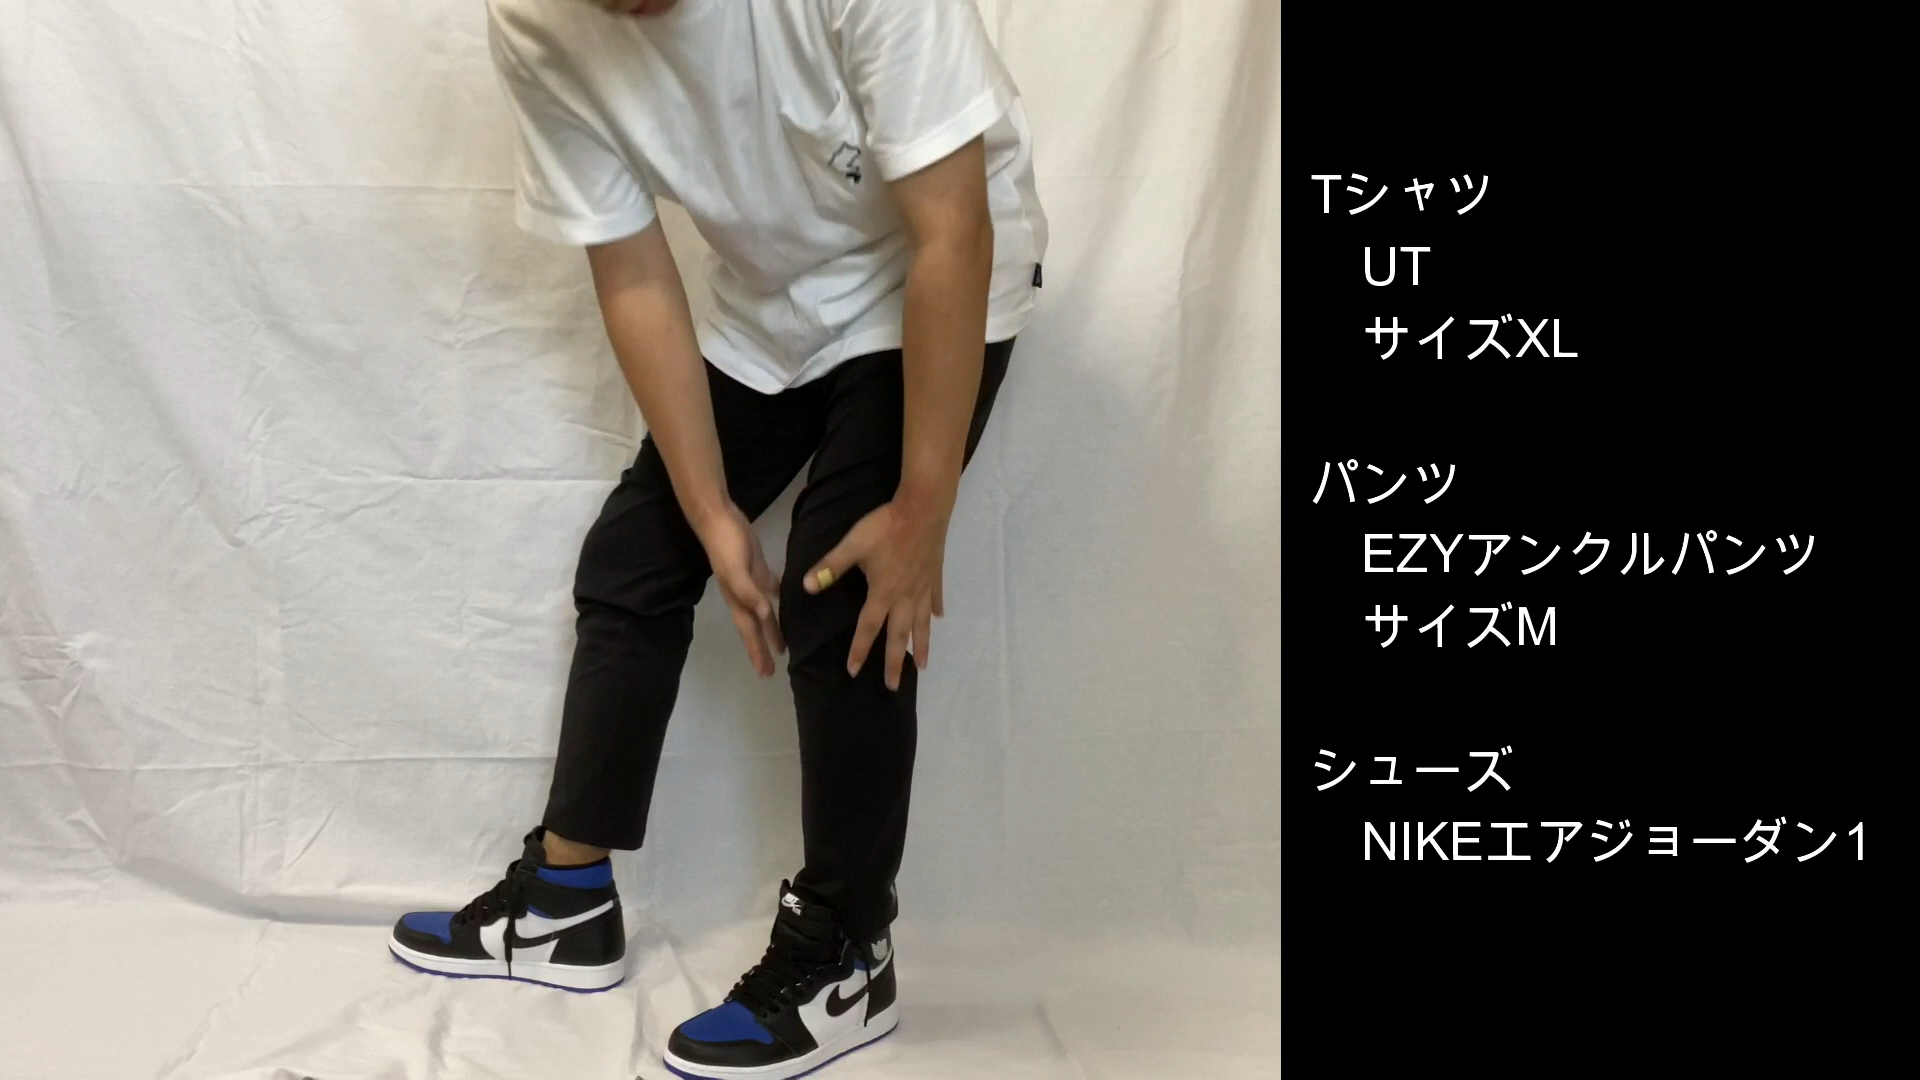 Tシャツ
UT
サイズXL
パンツ
EZYアンクルパンツ
サイズM
シューズ
NIKEエアジョーダン1